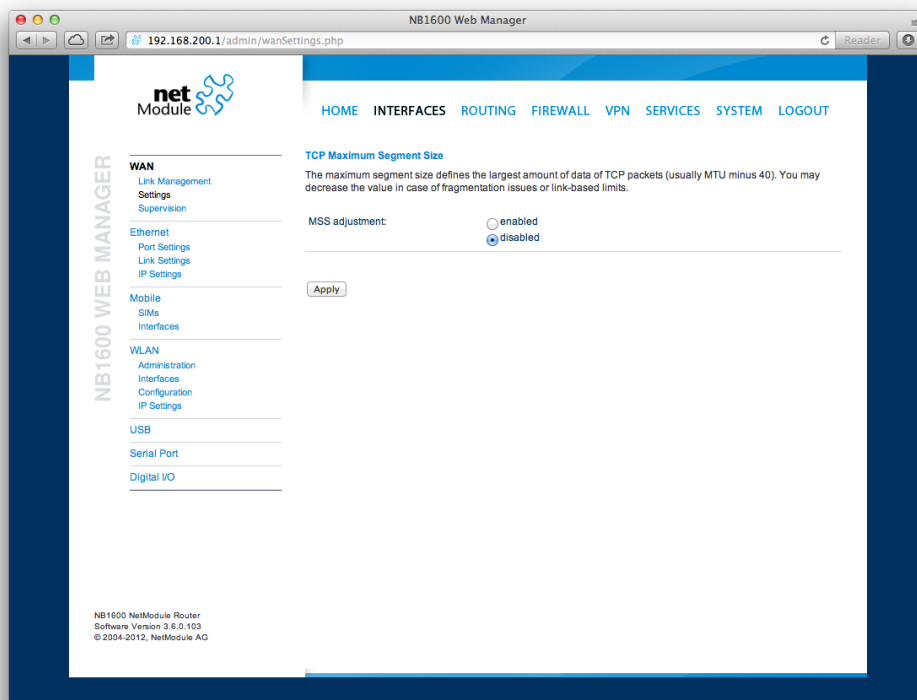 NB1600 Web Manager
192.168.200.1/admin/wanSettings.php
Reader
net
Module
HOME INTERFACES ROUTING FIREWALL VPN SERVICES SYSTEM LOGOUT
NB1600 WEB MANAGER
WAN
Link Management
Settings
Supervision
Ethernet
Port Settings
Link Settings
IP Settings
Mobile
SIMs
Interfaces
WLAN
Administration
Interfaces
Configuration
IP Settings
USB
Serial Port
Digital I/O
TCP Maximum Segment Size
The maximum segment size defines the largest amount of data of TCP packets (usually MTU minus 40). You may
decrease the value in case of fragmentation issues or link-based limits.
MSS adjustment:
enabled
disabled
Apply
NB1600 NetModule Router
Software Version 3.6.0.103
© 2004-2012, NetModule AG